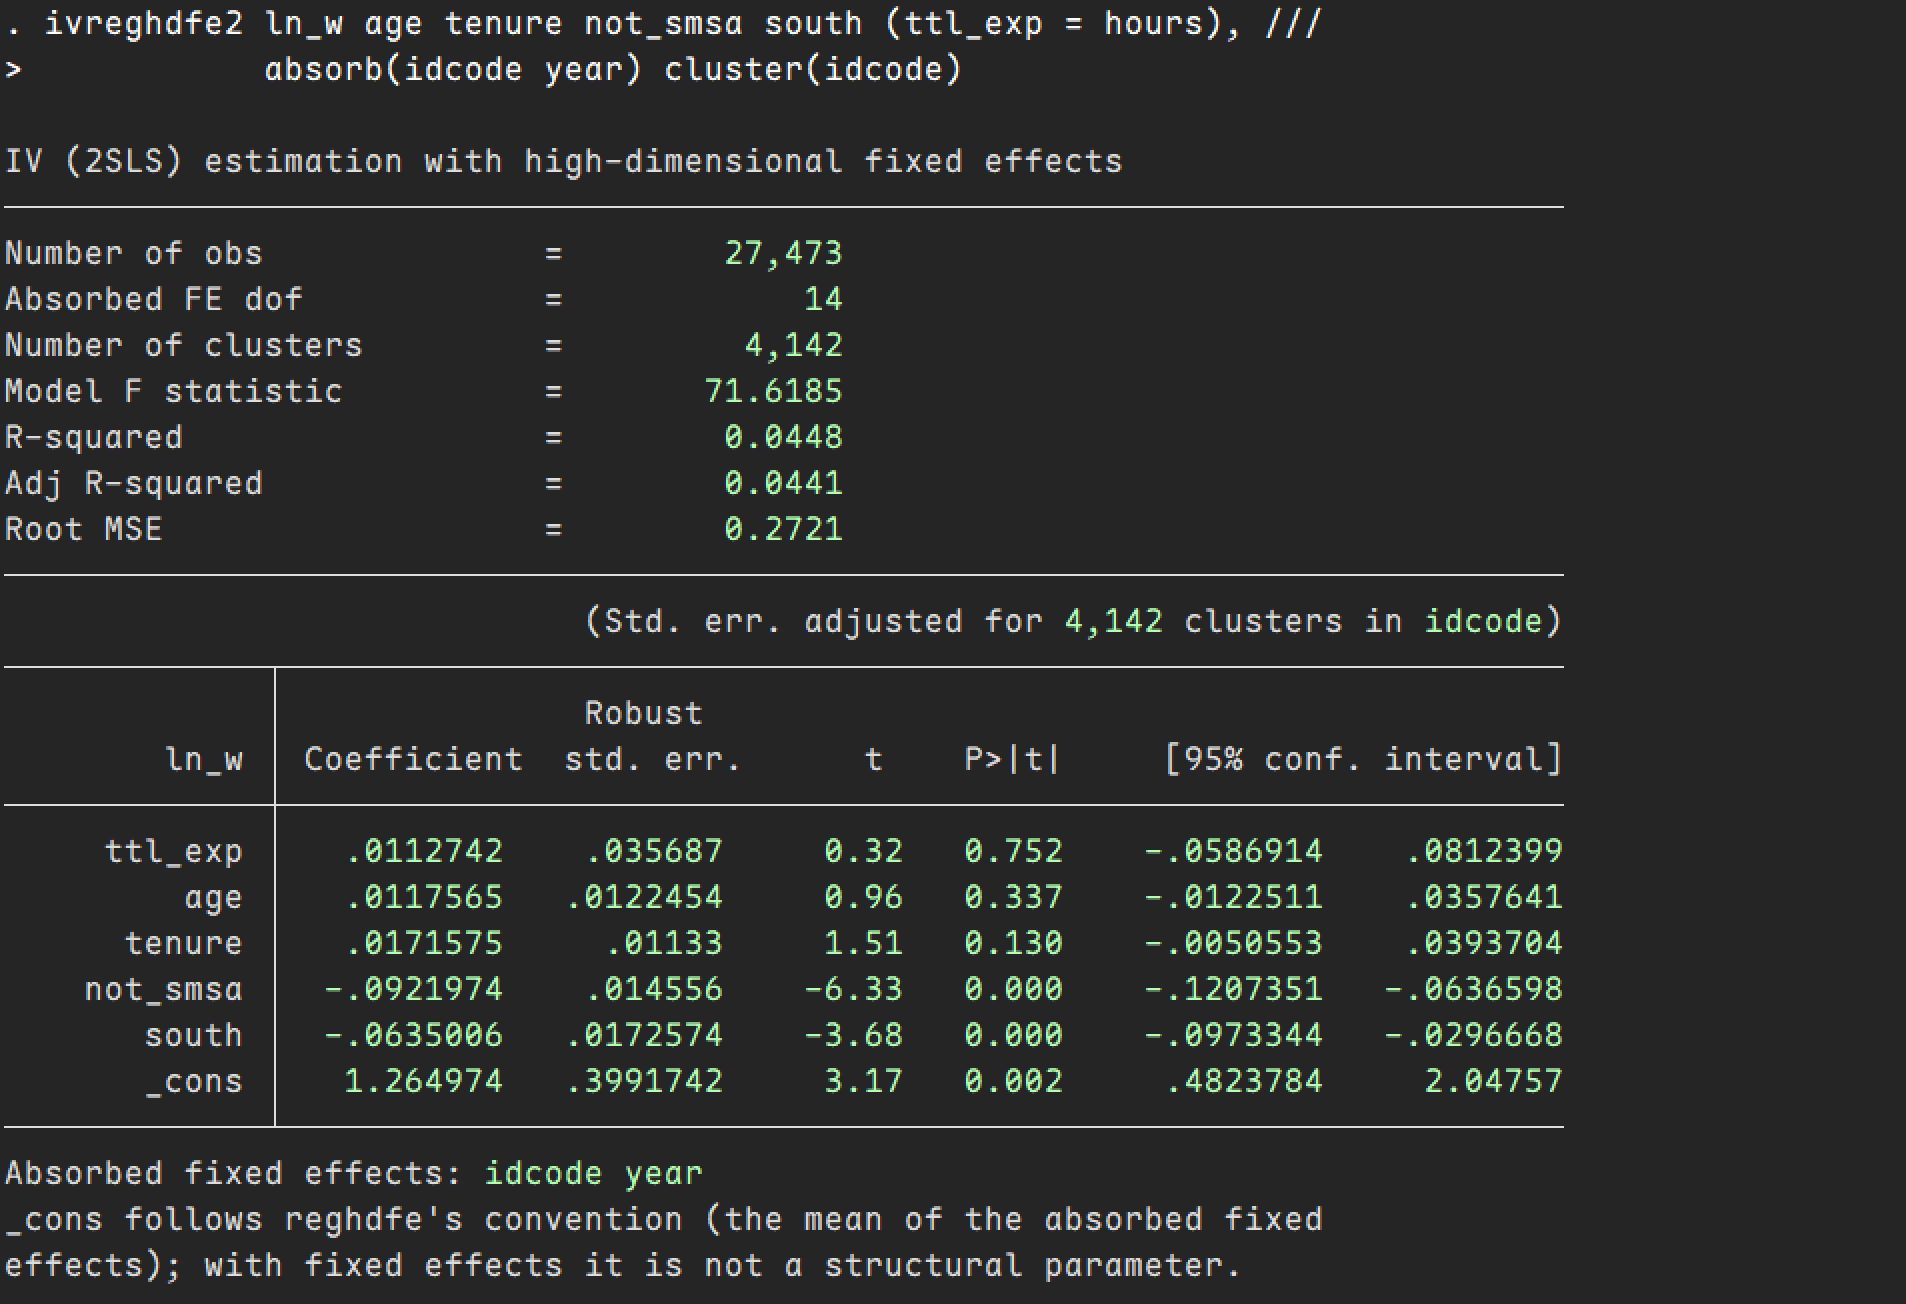 . ivreghdfe2 ln_w age tenure not_smsa south (ttl_exp = hours), ///
> absorb(idcode year) cluster(idcode)
IV (2SLS) estimation with high-dimensional fixed effects
Number of obs = 27,473
Absorbed FE dof = 14
Number of clusters = 4,142
Model F statistic = 71.6185
R-squared = 0.0448
Adj R-squared = 0.0441
Root MSE = 0.2721
(Std. err. adjusted for 4,142 clusters in idcode)
Robust
ln_w Coefficient std. err. t P>|t| [95% conf. interval]
ttl_exp .0112742 .035687 0.32 0.752 -.0586914 .0812399
age .0117565 .0122454 0.96 0.337 -.0122511 .0357641
tenure .0171575 .01133 1.51 0.130 -.0050553 .0393704
not_smsa -.0921974 .014556 -6.33 0.000 -.1207351 -.0636598
south -.0635006 .0172574 -3.68 0.000 -.0973344 -.0296668
_cons 1.264974 .3991742 3.17 0.002 .4823784 2.04757
Absorbed fixed effects: idcode year
_cons follows reghdfe's convention (the mean of the absorbed fixed
effects); with fixed effects it is not a structural parameter.